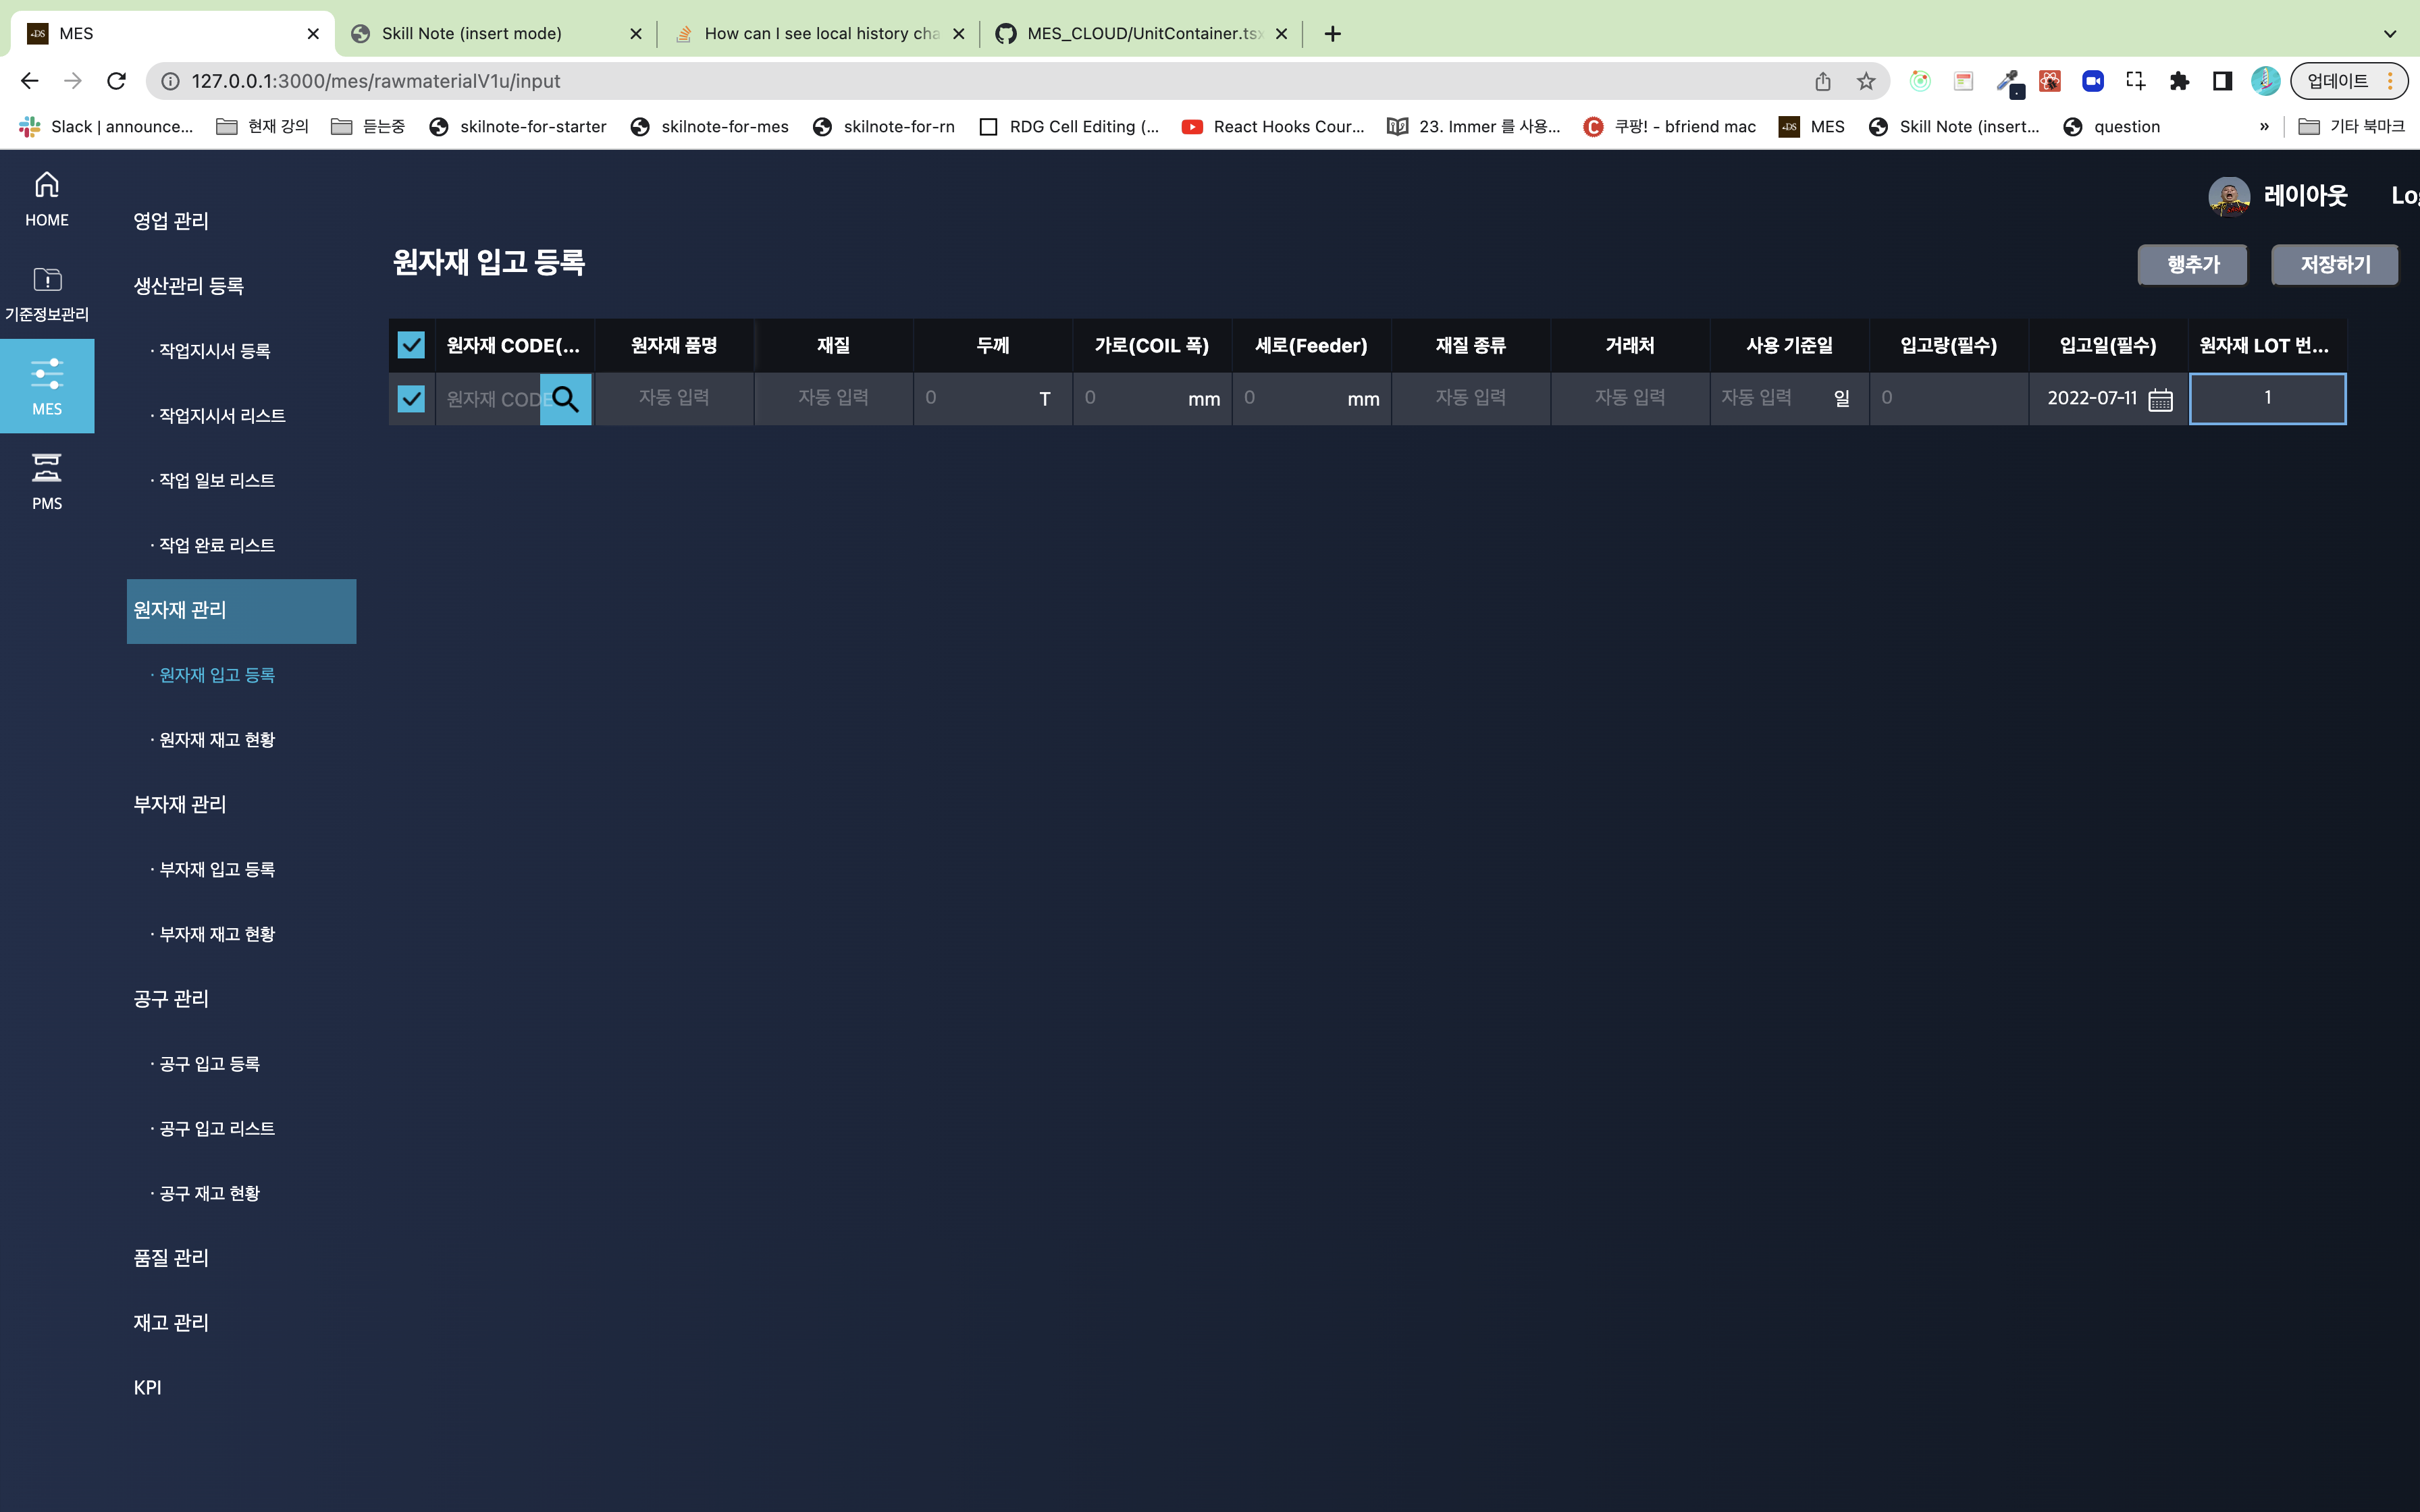 MES
Skill Note (insert mode)
How can I see local history cha
MES_CLOUD/UnitContainer.tsx
127.0.0.1:3000/mes/rawmaterialV1u/input
업데이트
Slack | announce...
현재 강의
듣는중
skilnote-for-starter
skilnote-for-mes
skilnote-for-rn
RDG Cell Editing (...
React Hooks Cour...
23. Immer 를 사용...
쿠팡! - bfriend mac
MES
Skill Note (insert...
question
»
기타 북마크
HOME
기준정보관리
MES
PMS
영업 관리
생산관리 등록
· 작업지시서 등록
· 작업지시서 리스트
· 작업 일보 리스트
· 작업 완료 리스트
원자재 관리
· 원자재 입고 등록
· 원자재 재고 현황
부자재 관리
· 부자재 입고 등록
· 부자재 재고 현황
공구 관리
· 공구 입고 등록
· 공구 입고 리스트
· 공구 재고 현황
품질 관리
재고 관리
KPI
레이아웃
Log
원자재 입고 등록
행추가
저장하기
원자재 CODE(... 원자재 품명 재질 두께 가로(COIL 폭) 세로(Feeder) 재질 종류 거래처 사용 기준일 입고량(필수) 입고일(필수) 원자재 LOT 번...
원자재 CODE 자동 입력 자동 입력 0 T 0 mm 0 mm 자동 입력 자동 입력 자동 입력 일 0 2022-07-11 1